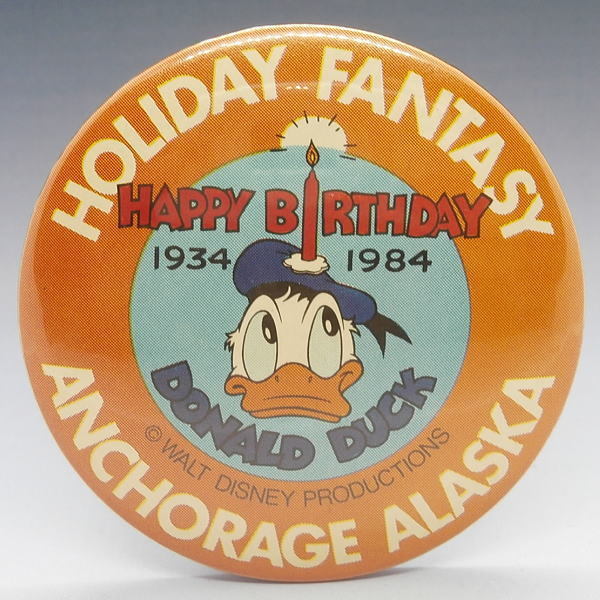 HOLIDAY FANTASY
HAPPY BIRTHDAY
1934 1984
DONALD DUCK
© WALT DISNEY PRODUCTIONS
ANCHORAGE ALASKA